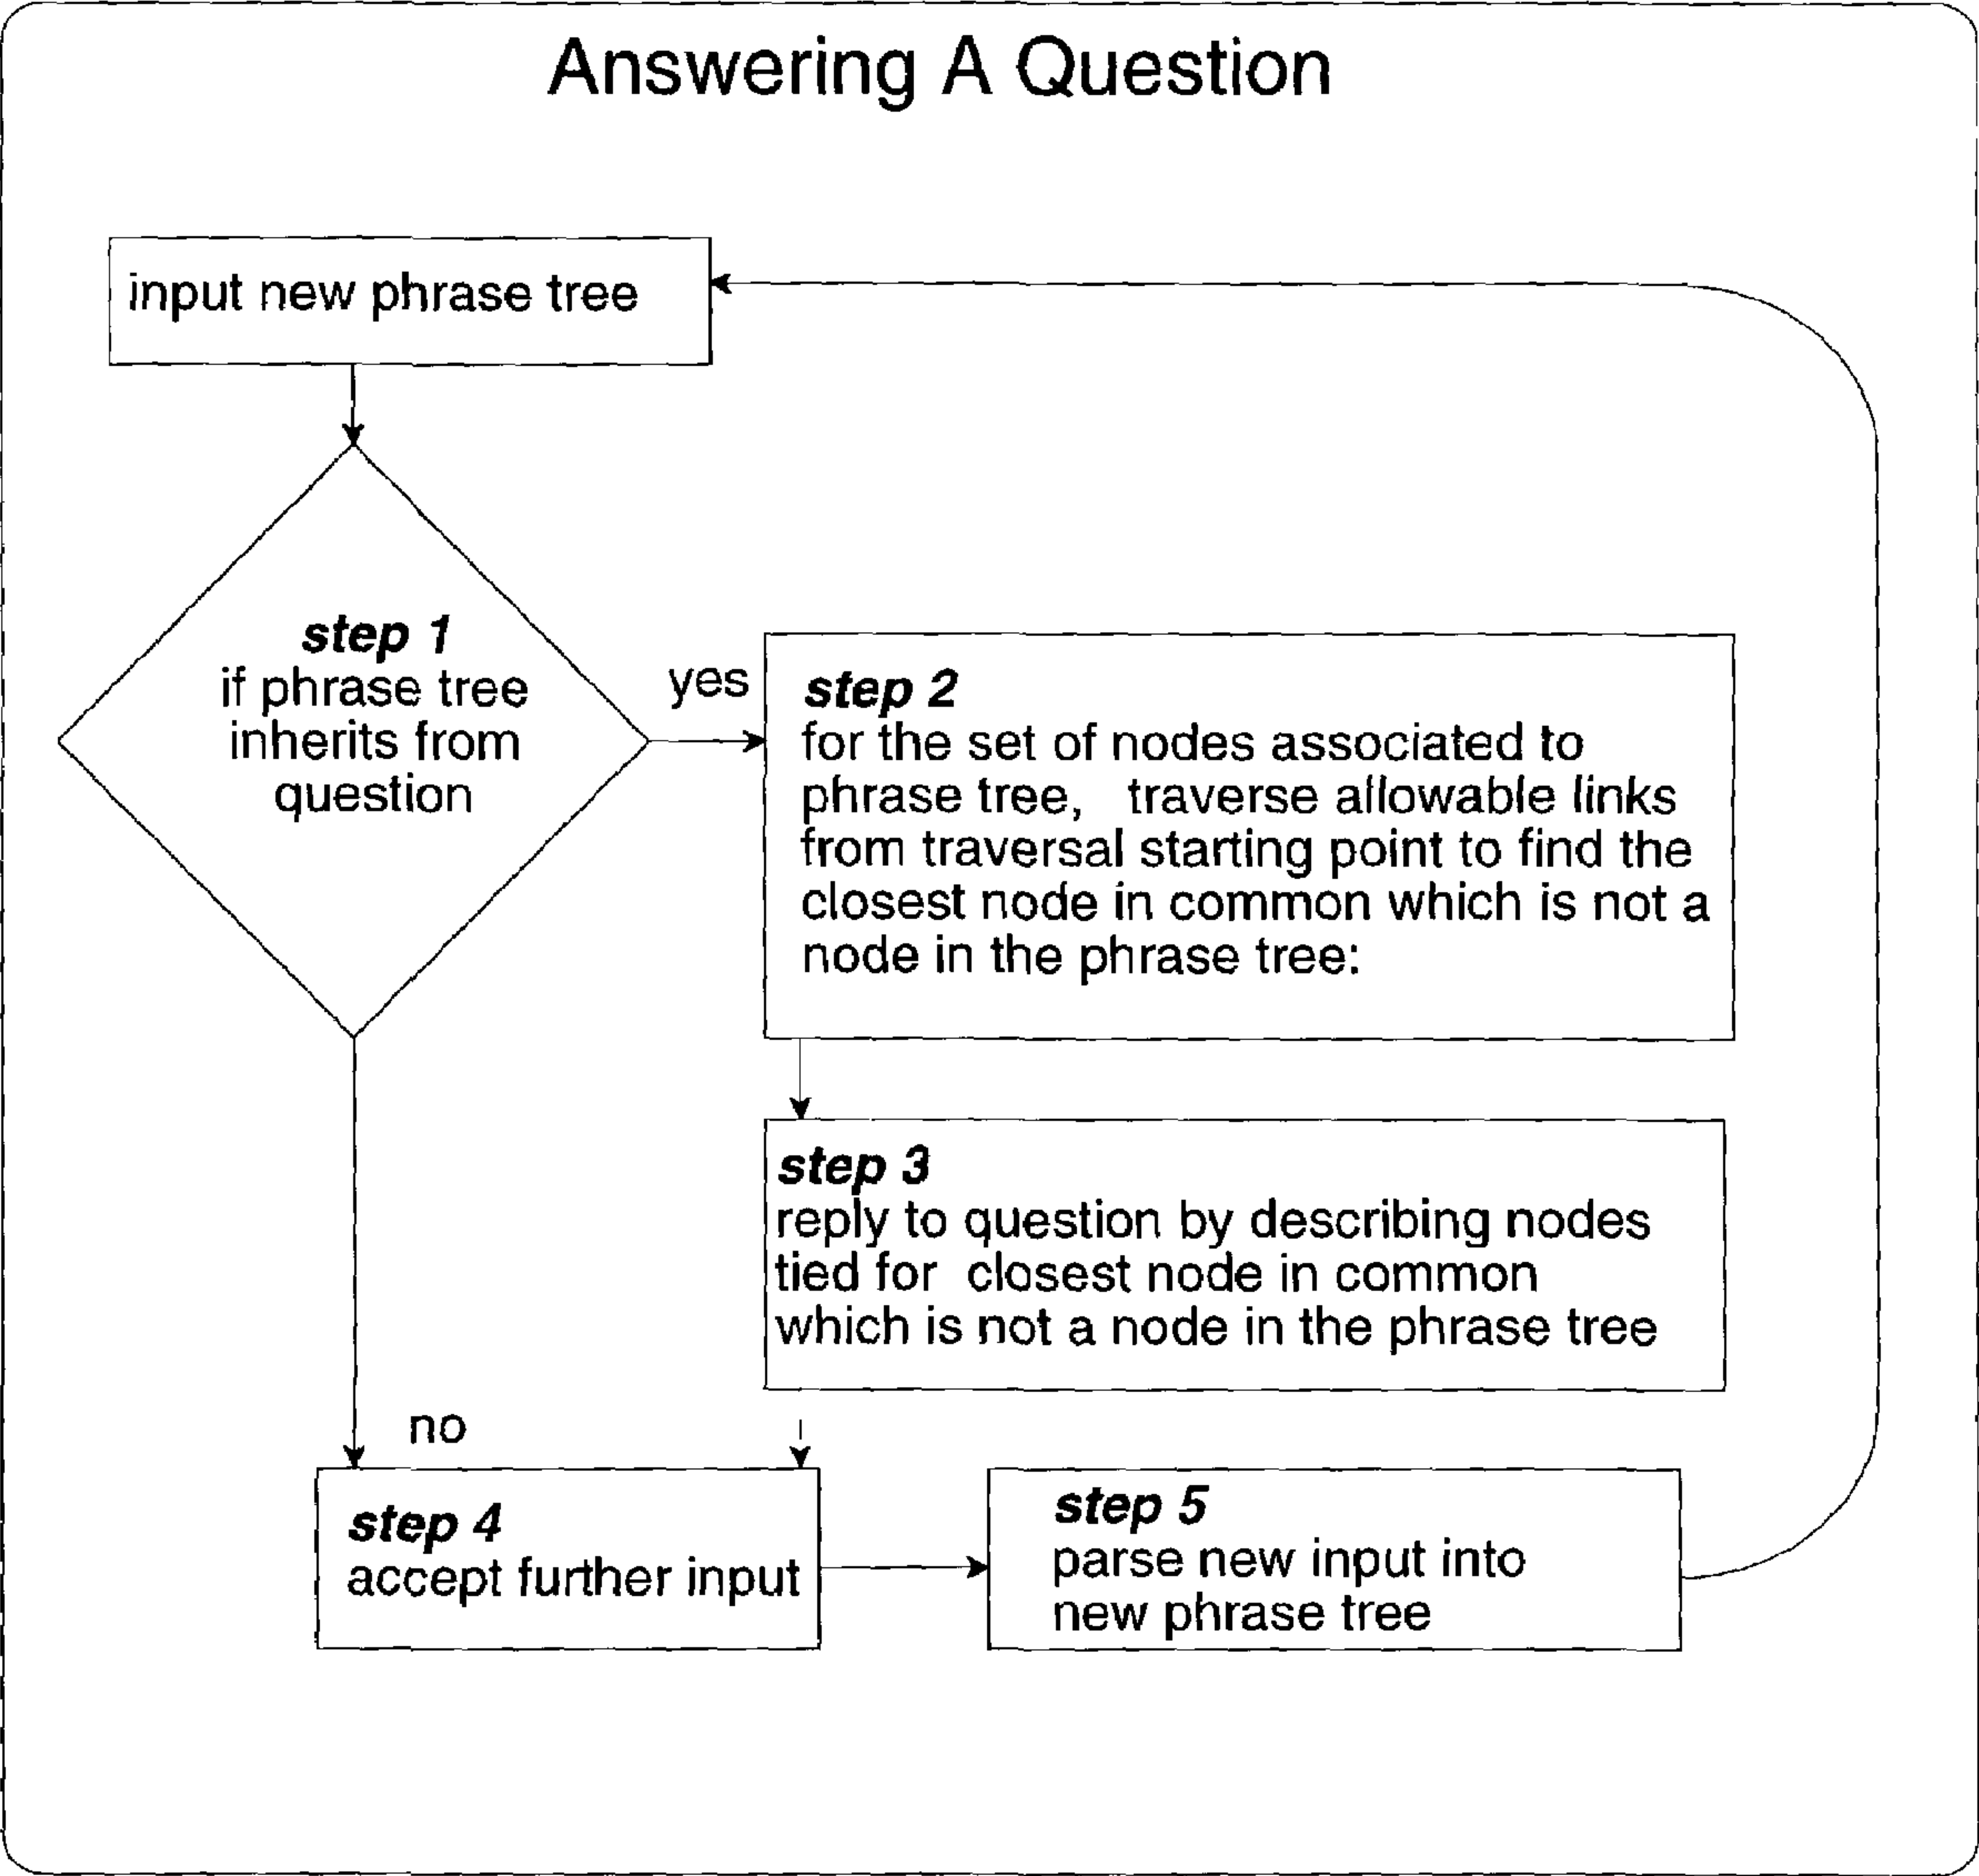 Answering A Question
input new phrase tree
step 1
if phrase tree
inherits from
question
yes
step 2
for the set of nodes associated to
phrase tree, traverse allowable links
from traversal starting point to find the
closest node in common which is not a
node in the phrase tree:
step 3
reply to question by describing nodes
tied for closest node in common
which is not a node in the phrase tree
no
step 4
accept further input
step 5
parse new input into
new phrase tree